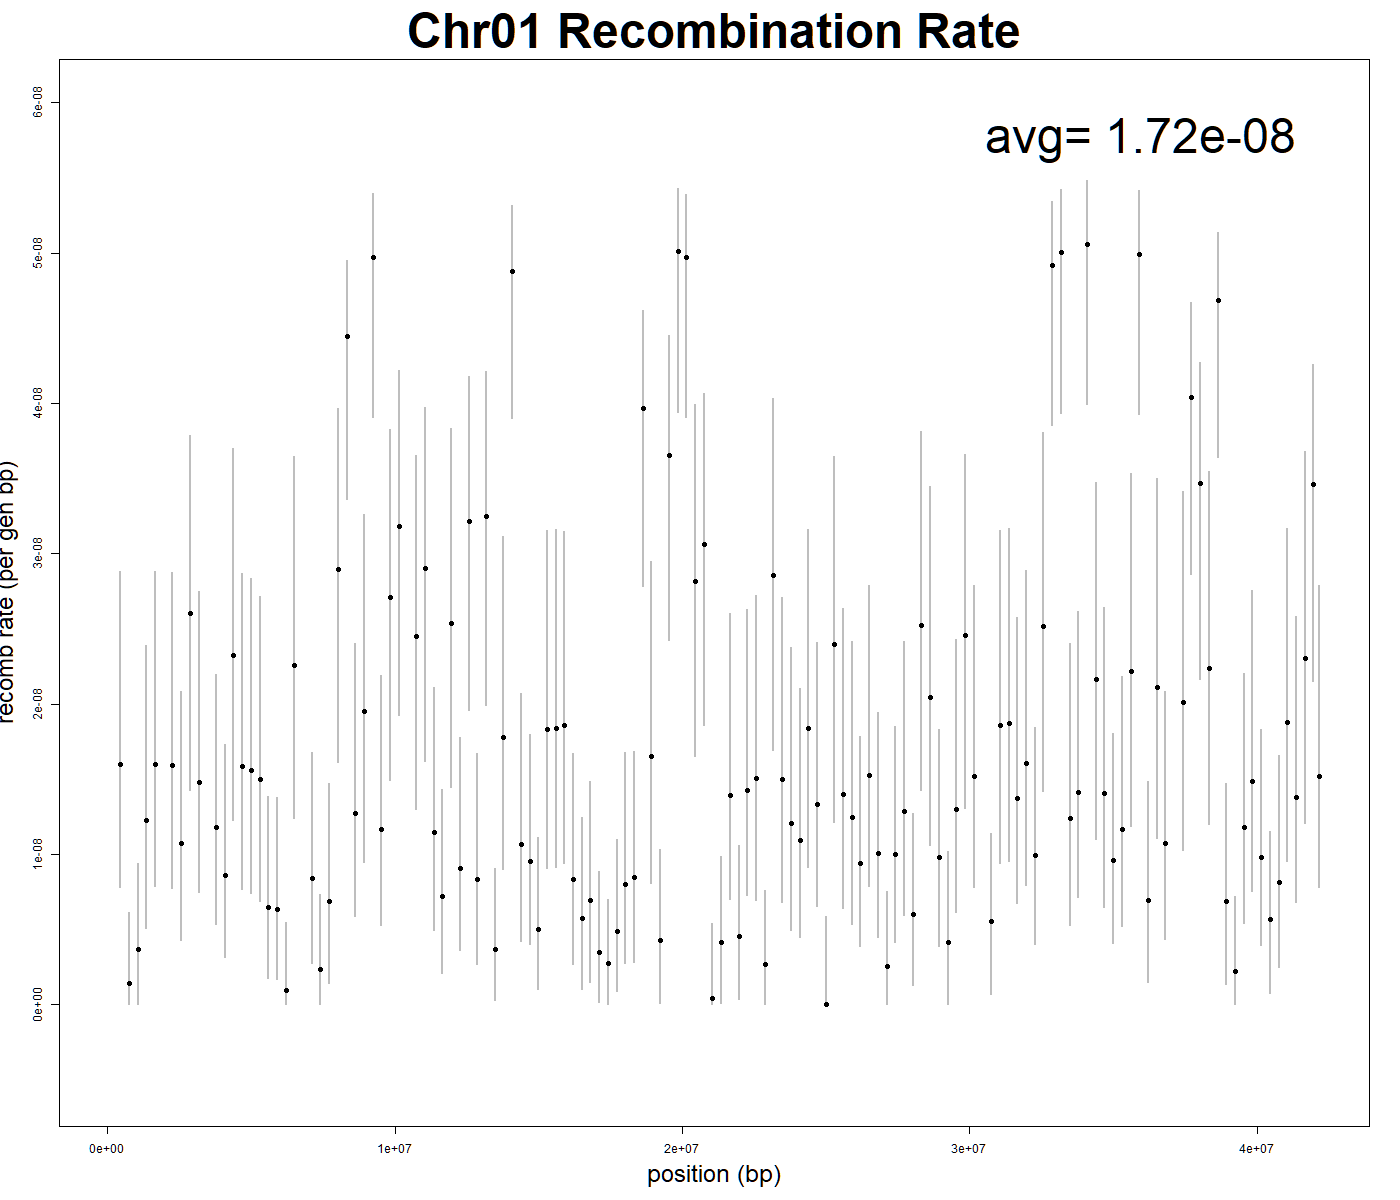 Chr01 Recombination Rate
avg= 1.72e-08
6e-08
5e-08
4e-08
3e-08
2e-08
1e-08
0e+00
recomb rate (per gen bp)
0e+00
1e+07
2e+07
3e+07
4e+07
position (bp)